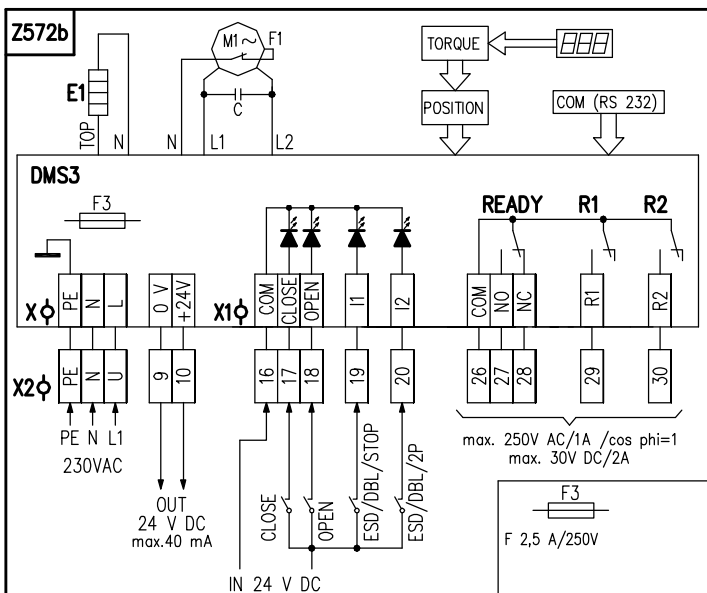 Z572b
M1 ~ F1
TORQUE
E1
C
POSITION
COM (RS 232)
TOP
N
N
L1
L2
DMS3
F3
READY
R1
R2
X
PE
N
L
0 V
+24V
X1
COM
CLOSE
OPEN
I1
I2
COM
NO
NC
R1
R2
X2
PE
N
U
9
10
16
17
18
19
20
26
27
28
29
30
PE N L1
230VAC
OUT
24 V DC
max.40 mA
CLOSE
OPEN
ESD/DBL/STOP
ESD/DBL/2P
IN 24 V DC
max. 250V AC/1A /cos phi=1
max. 30V DC/2A
F3
F 2,5 A/250V